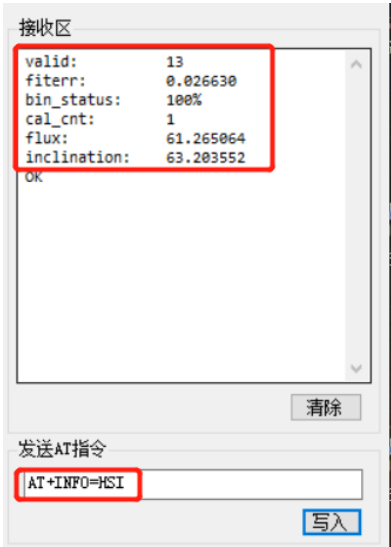 接收区
valid: 13
fiterr: 0.026630
bin_status: 100%
cal_cnt: 1
flux: 61.265064
inclination: 63.203552
OK
清除
发送AT指令
AT+INFO=HSI
写入